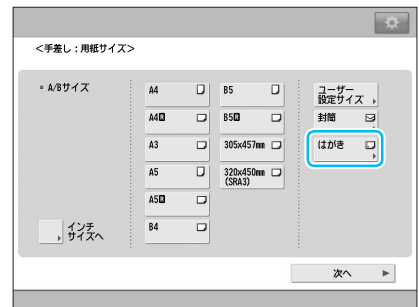 <手差し:用紙サイズ>
▫ A/Bサイズ
A4
B5
ユーザー
設定サイズ
A4R
B5R
封筒
A3
305x457mm
はがき
A5
320x450mm
(SRA3)
A5R
B4
インチ
サイズへ
次へ